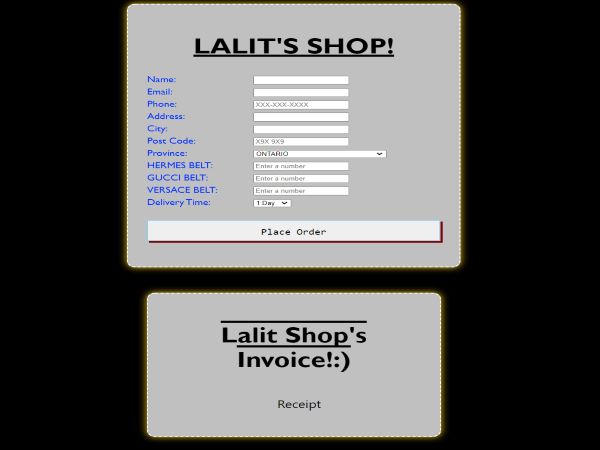 LALIT'S SHOP!
Name:
Email:
Phone: XXX-XXX-XXXX
Address:
City:
Post Code: X9X 9X9
Province: ONTARIO
HERMES BELT: Enter a number
GUCCI BELT: Enter a number
VERSACE BELT: Enter a number
Delivery Time: 1 Day
Place Order
Lalit Shop's
Invoice!:)
Receipt